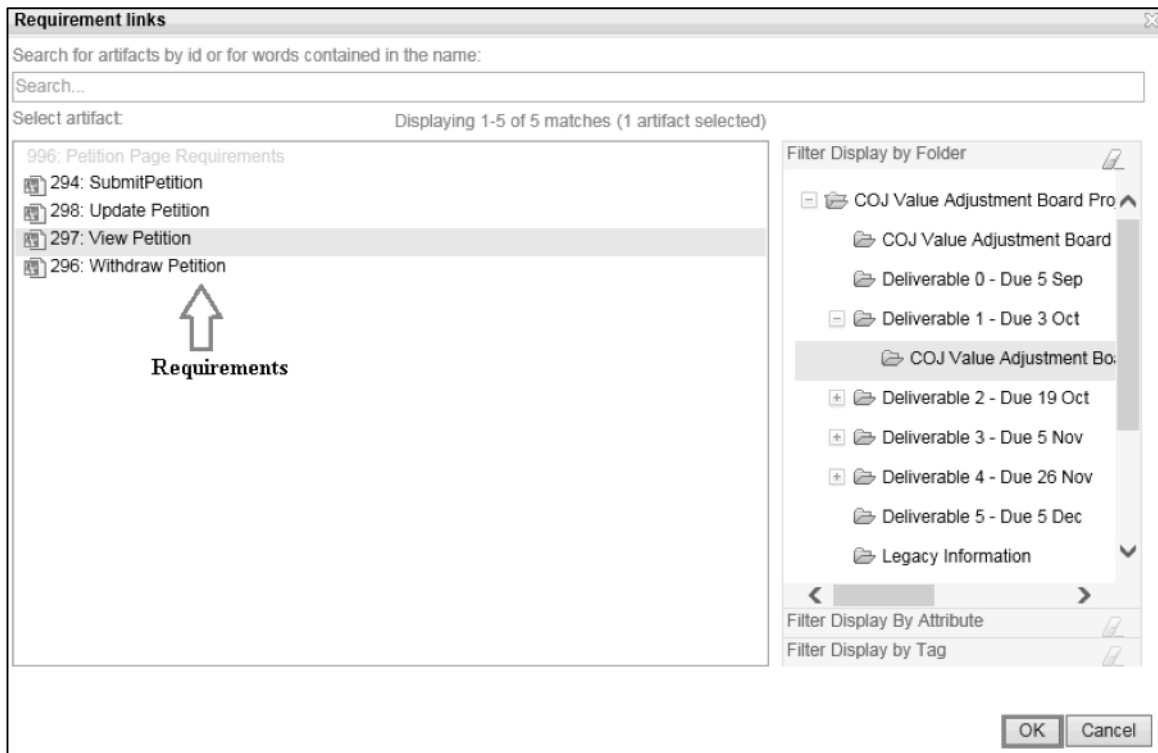 Requirement links
Search for artifacts by id or for words contained in the name:
Search...
Select artifact:
Displaying 1-5 of 5 matches (1 artifact selected)
996: Petition Page Requirements
294: SubmitPetition
298: Update Petition
297: View Petition
296: Withdraw Petition
Requirements
Filter Display by Folder
COJ Value Adjustment Board Pro
COJ Value Adjustment Board
Deliverable 0 - Due 5 Sep
Deliverable 1 - Due 3 Oct
COJ Value Adjustment Bo
Deliverable 2 - Due 19 Oct
Deliverable 3 - Due 5 Nov
Deliverable 4 - Due 26 Nov
Deliverable 5 - Due 5 Dec
Legacy Information
Filter Display By Attribute
Filter Display by Tag
OK
Cancel